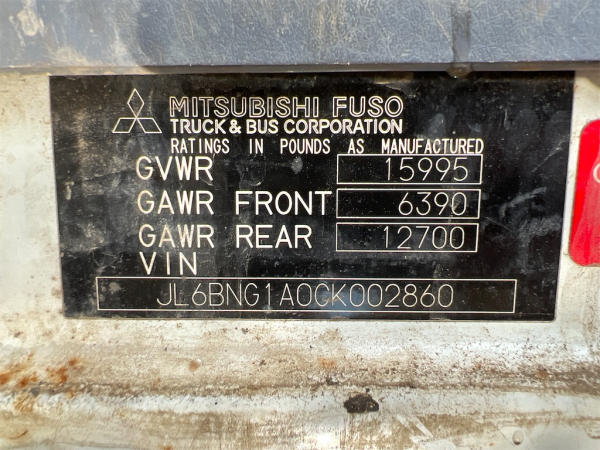 MITSUBISHI FUSO
TRUCK & BUS CORPORATION
RATINGS IN POUNDS AS MANUFACTURED
GVWR 15995
GAWR FRONT 6390
GAWR REAR 12700
VIN
JL6BNG1A0CK002860